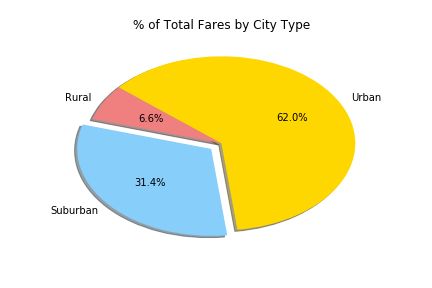 % of Total Fares by City Type
Rural
Urban
6.6%
62.0%
31.4%
Suburban